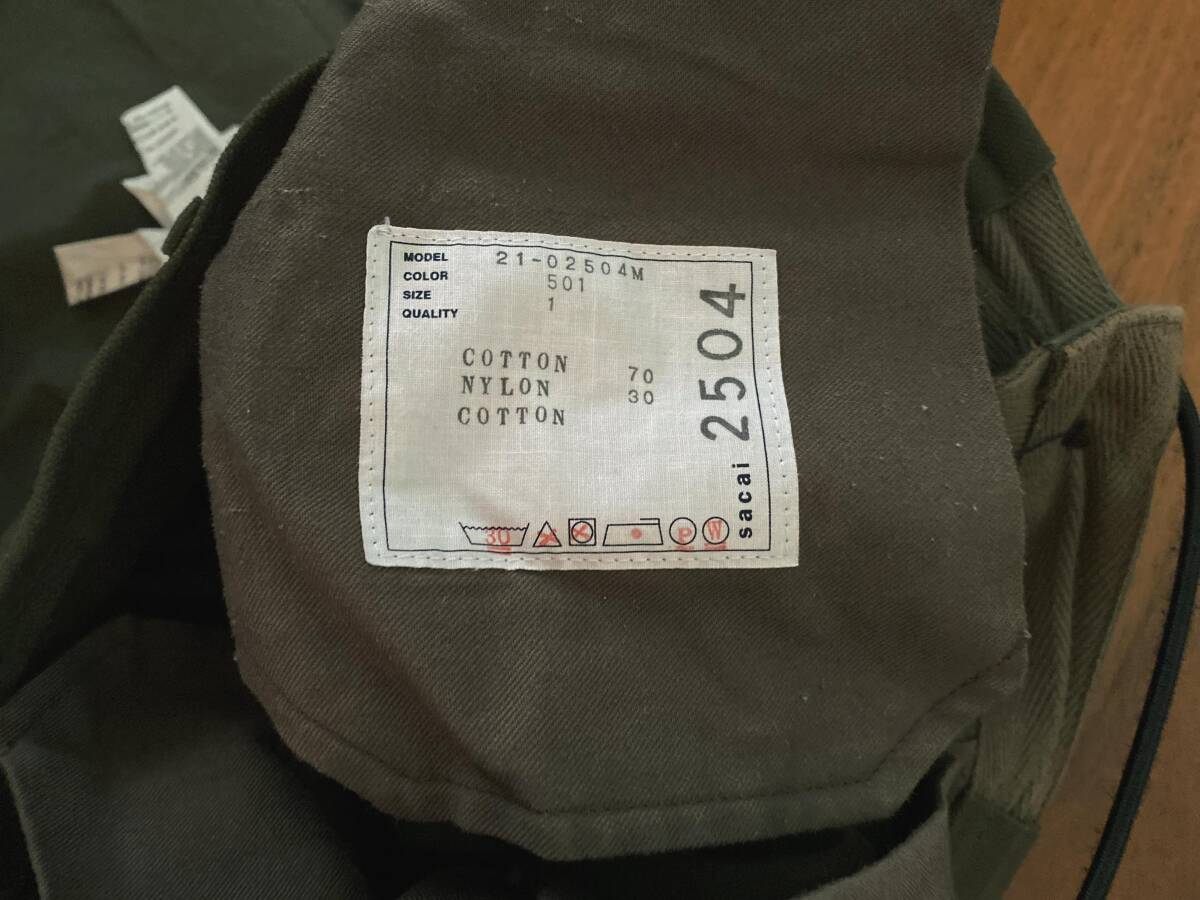 MODEL 21-02504M
COLOR 501
SIZE 1
QUALITY
COTTON 70
NYLON 30
COTTON
30 P W
sacai 2504